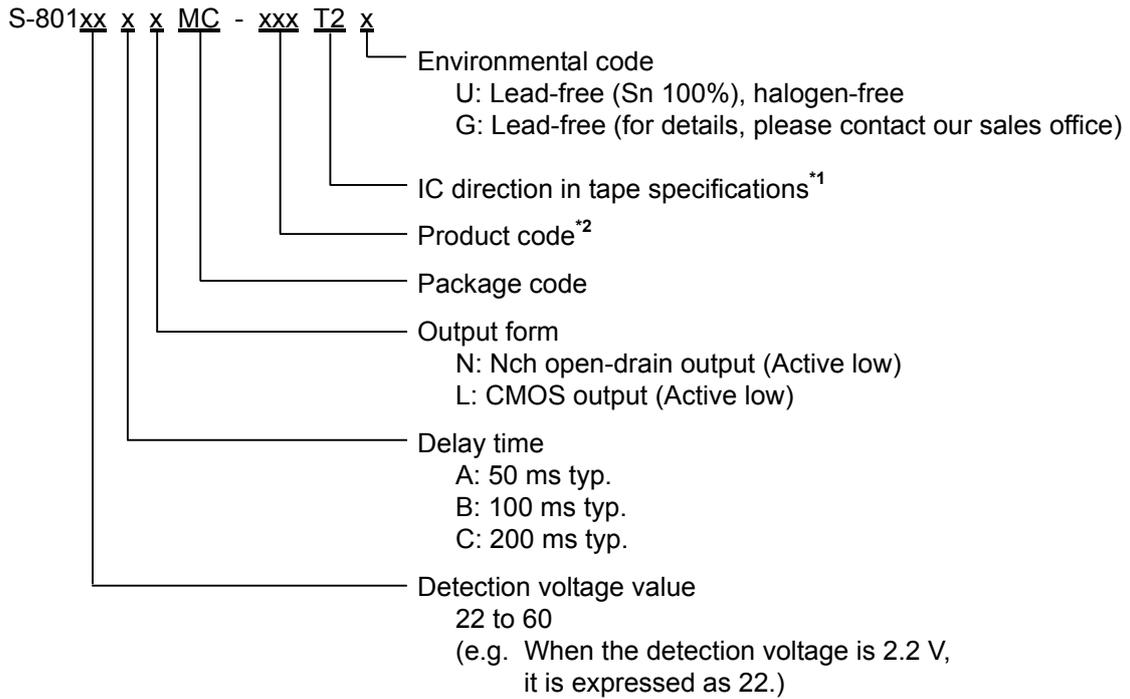 S-801xx x x MC - xxx T2 x
Environmental code
U: Lead-free (Sn 100%), halogen-free
G: Lead-free (for details, please contact our sales office)
IC direction in tape specifications*1
Product code*2
Package code
Output form
N: Nch open-drain output (Active low)
L: CMOS output (Active low)
Delay time
A: 50 ms typ.
B: 100 ms typ.
C: 200 ms typ.
Detection voltage value
22 to 60
(e.g. When the detection voltage is 2.2 V,
it is expressed as 22.)